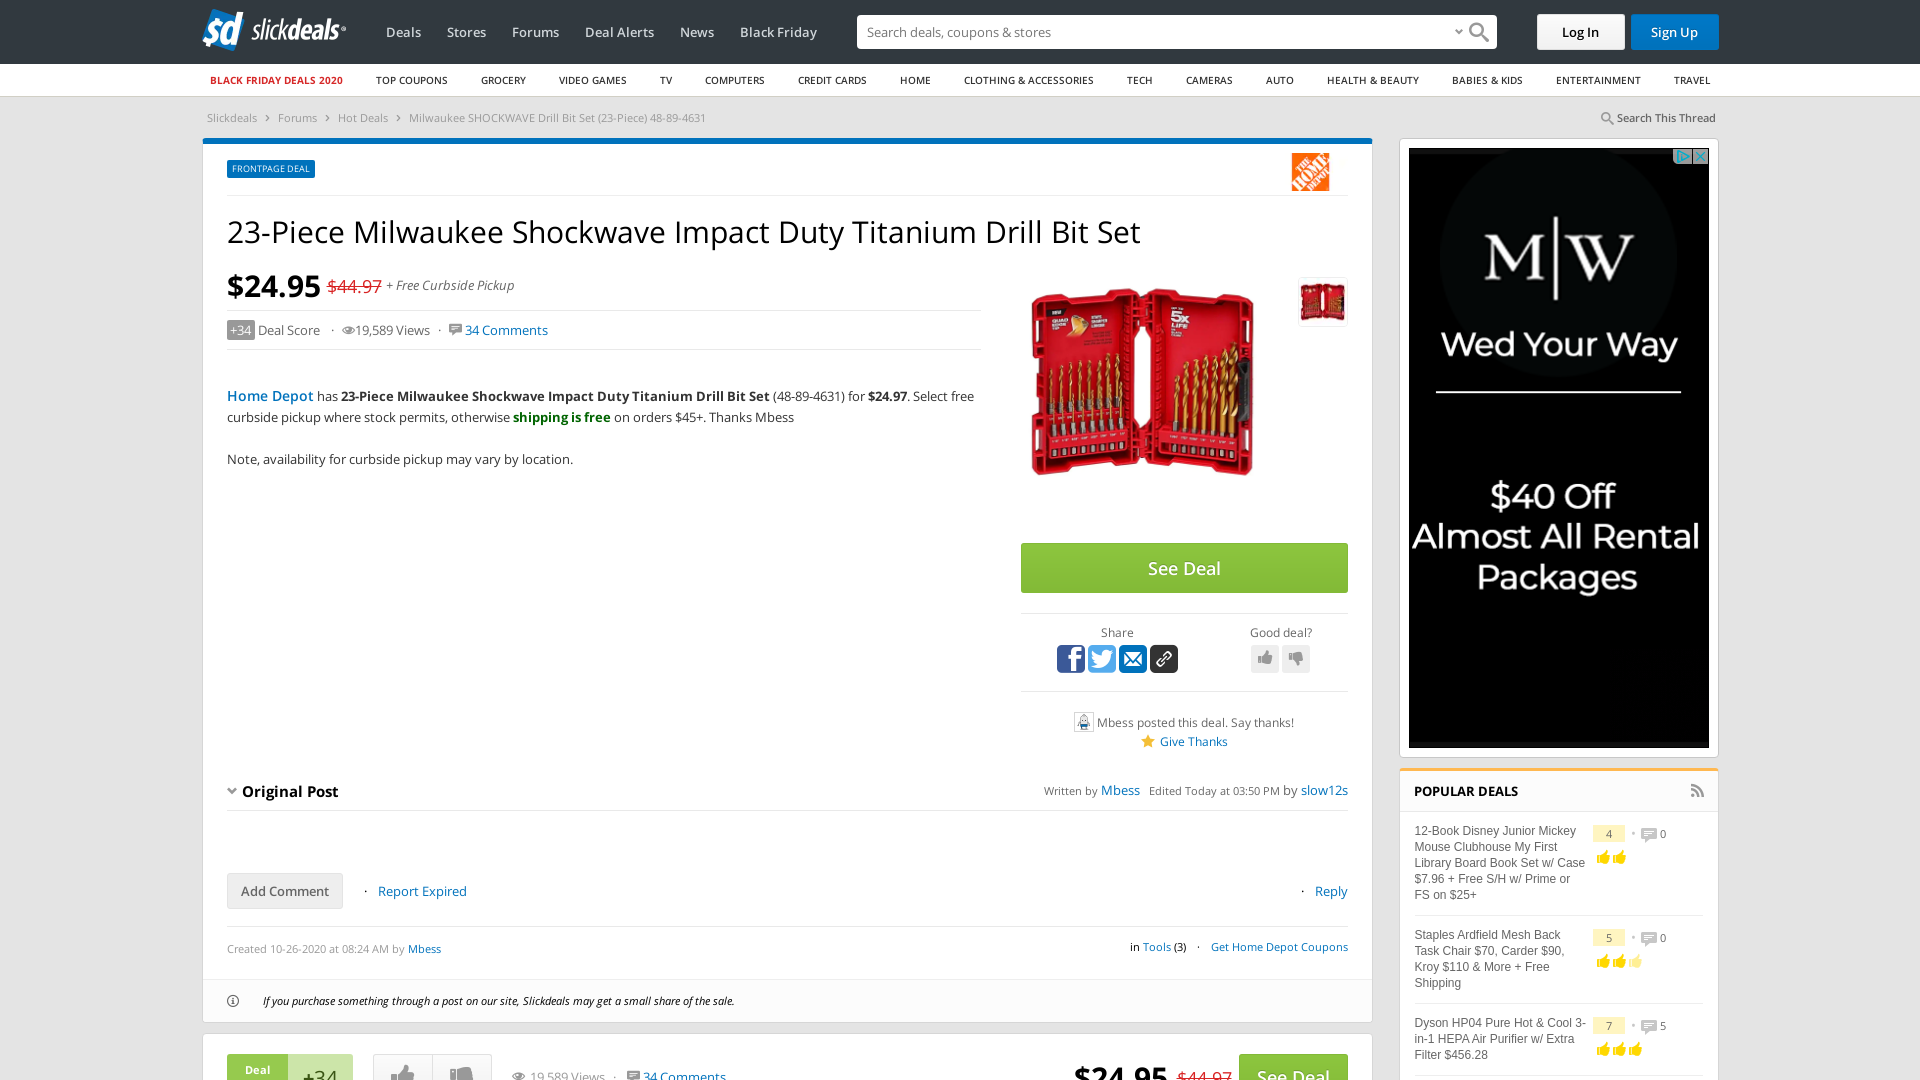 sd slickdeals
Deals Stores Forums Deal Alerts News Black Friday
Search deals, coupons & stores
Log In
Sign Up
BLACK FRIDAY DEALS 2020 TOP COUPONS GROCERY VIDEO GAMES TV COMPUTERS CREDIT CARDS HOME CLOTHING & ACCESSORIES TECH CAMERAS AUTO HEALTH & BEAUTY BABIES & KIDS ENTERTAINMENT TRAVEL
Slickdeals › Forums › Hot Deals › Milwaukee SHOCKWAVE Drill Bit Set (23-Piece) 48-89-4631
Search This Thread
FRONTPAGE DEAL
THE HOME DEPOT
23-Piece Milwaukee Shockwave Impact Duty Titanium Drill Bit Set
$24.95 $44.97 + Free Curbside Pickup
+34 Deal Score · 19,589 Views · 34 Comments
Home Depot has 23-Piece Milwaukee Shockwave Impact Duty Titanium Drill Bit Set (48-89-4631) for $24.97. Select free
curbside pickup where stock permits, otherwise shipping is free on orders $45+. Thanks Mbess
Note, availability for curbside pickup may vary by location.
5X
LIFE
See Deal
Share
Good deal?
Mbess posted this deal. Say thanks!
Give Thanks
Original Post
Written by Mbess Edited Today at 03:50 PM by slow12s
Add Comment · Report Expired
· Reply
Created 10-26-2020 at 08:24 AM by Mbess
in Tools (3) · Get Home Depot Coupons
If you purchase something through a post on our site, Slickdeals may get a small share of the sale.
Deal
+34
19,589 Views · 34 Comments
$24.95 $44.97
See Deal
M|W
Wed Your Way
$40 Off
Almost All Rental
Packages
POPULAR DEALS
12-Book Disney Junior Mickey
Mouse Clubhouse My First
Library Board Book Set w/ Case
$7.96 + Free S/H w/ Prime or
FS on $25+
4 • 0
Staples Ardfield Mesh Back
Task Chair $70, Carder $90,
Kroy $110 & More + Free
Shipping
5 • 0
Dyson HP04 Pure Hot & Cool 3-
in-1 HEPA Air Purifier w/ Extra
Filter $456.28
7 • 5